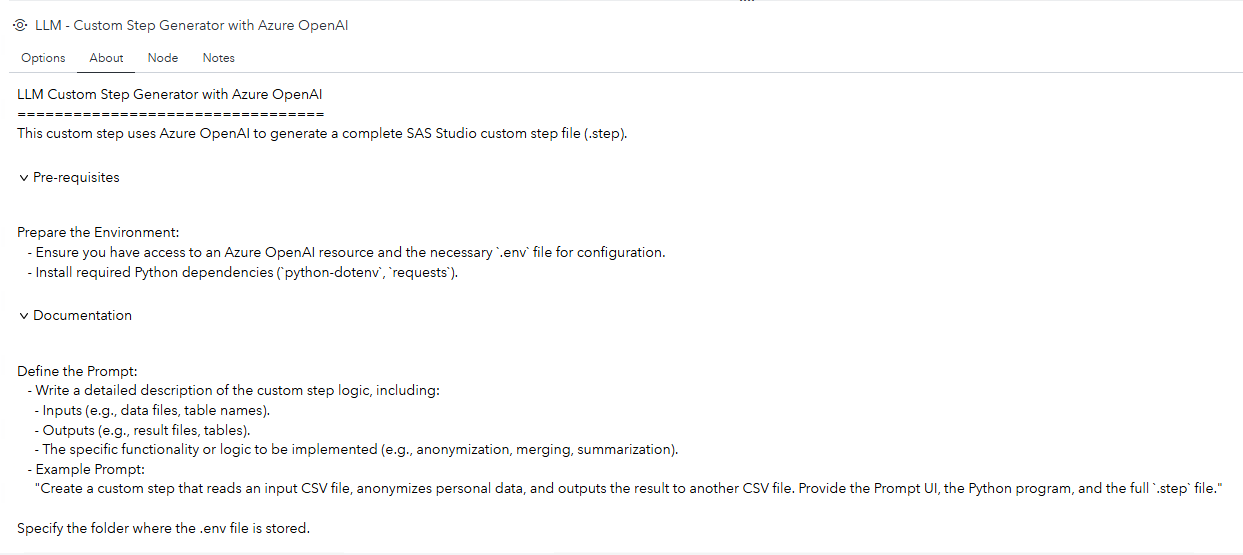 LLM - Custom Step Generator with Azure OpenAI
Options About Node Notes
LLM Custom Step Generator with Azure OpenAI
==================================
This custom step uses Azure OpenAI to generate a complete SAS Studio custom step file (.step).
Pre-requisites
Prepare the Environment:
- Ensure you have access to an Azure OpenAI resource and the necessary `.env` file for configuration.
- Install required Python dependencies (`python-dotenv`, `requests`).
Documentation
Define the Prompt:
- Write a detailed description of the custom step logic, including:
- Inputs (e.g., data files, table names).
- Outputs (e.g., result files, tables).
- The specific functionality or logic to be implemented (e.g., anonymization, merging, summarization).
- Example Prompt:
"Create a custom step that reads an input CSV file, anonymizes personal data, and outputs the result to another CSV file. Provide the Prompt UI, the Python program, and the full `.step` file."
Specify the folder where the .env file is stored.